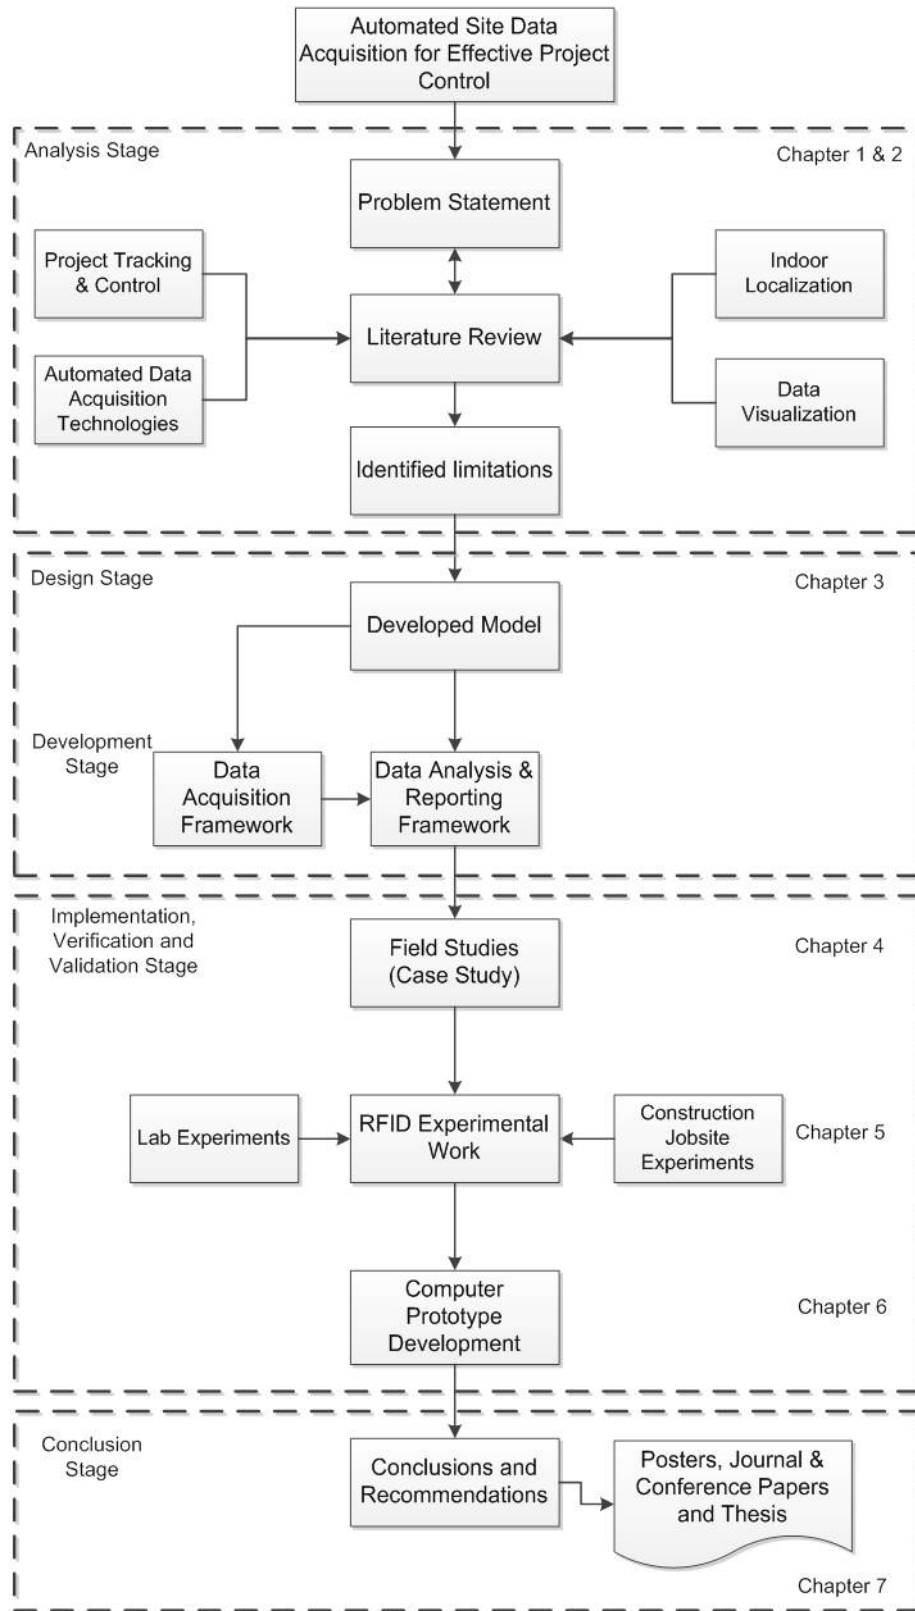 Automated Site Data
Acquisition for Effective Project
Control
Analysis Stage
Chapter 1 & 2
Problem Statement
Project Tracking
& Control
Indoor
Localization
Literature Review
Automated Data
Acquisition
Technologies
Data
Visualization
Identified limitations
Design Stage
Chapter 3
Developed Model
Development
Stage
Data
Acquisition
Framework
Data Analysis &
Reporting
Framework
Implementation,
Verification and
Validation Stage
Chapter 4
Field Studies
(Case Study)
Lab Experiments
RFID Experimental
Work
Construction
Jobsite
Experiments
Chapter 5
Computer
Prototype
Development
Chapter 6
Conclusion
Stage
Conclusions and
Recommendations
Posters, Journal &
Conference Papers
and Thesis
Chapter 7